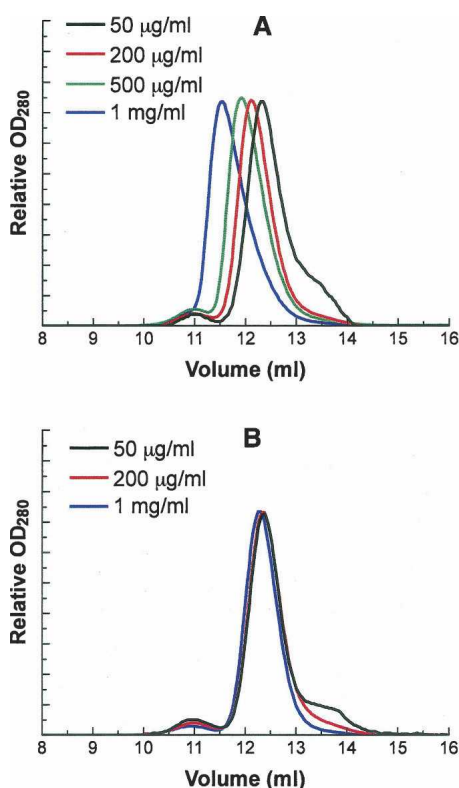 A
50 μg/ml
200 μg/ml
500 μg/ml
1 mg/ml
Relative OD280
8 9 10 11 12 13 14 15 16
Volume (ml)
B
50 μg/ml
200 μg/ml
1 mg/ml
Relative OD280
8 9 10 11 12 13 14 15 16
Volume (ml)